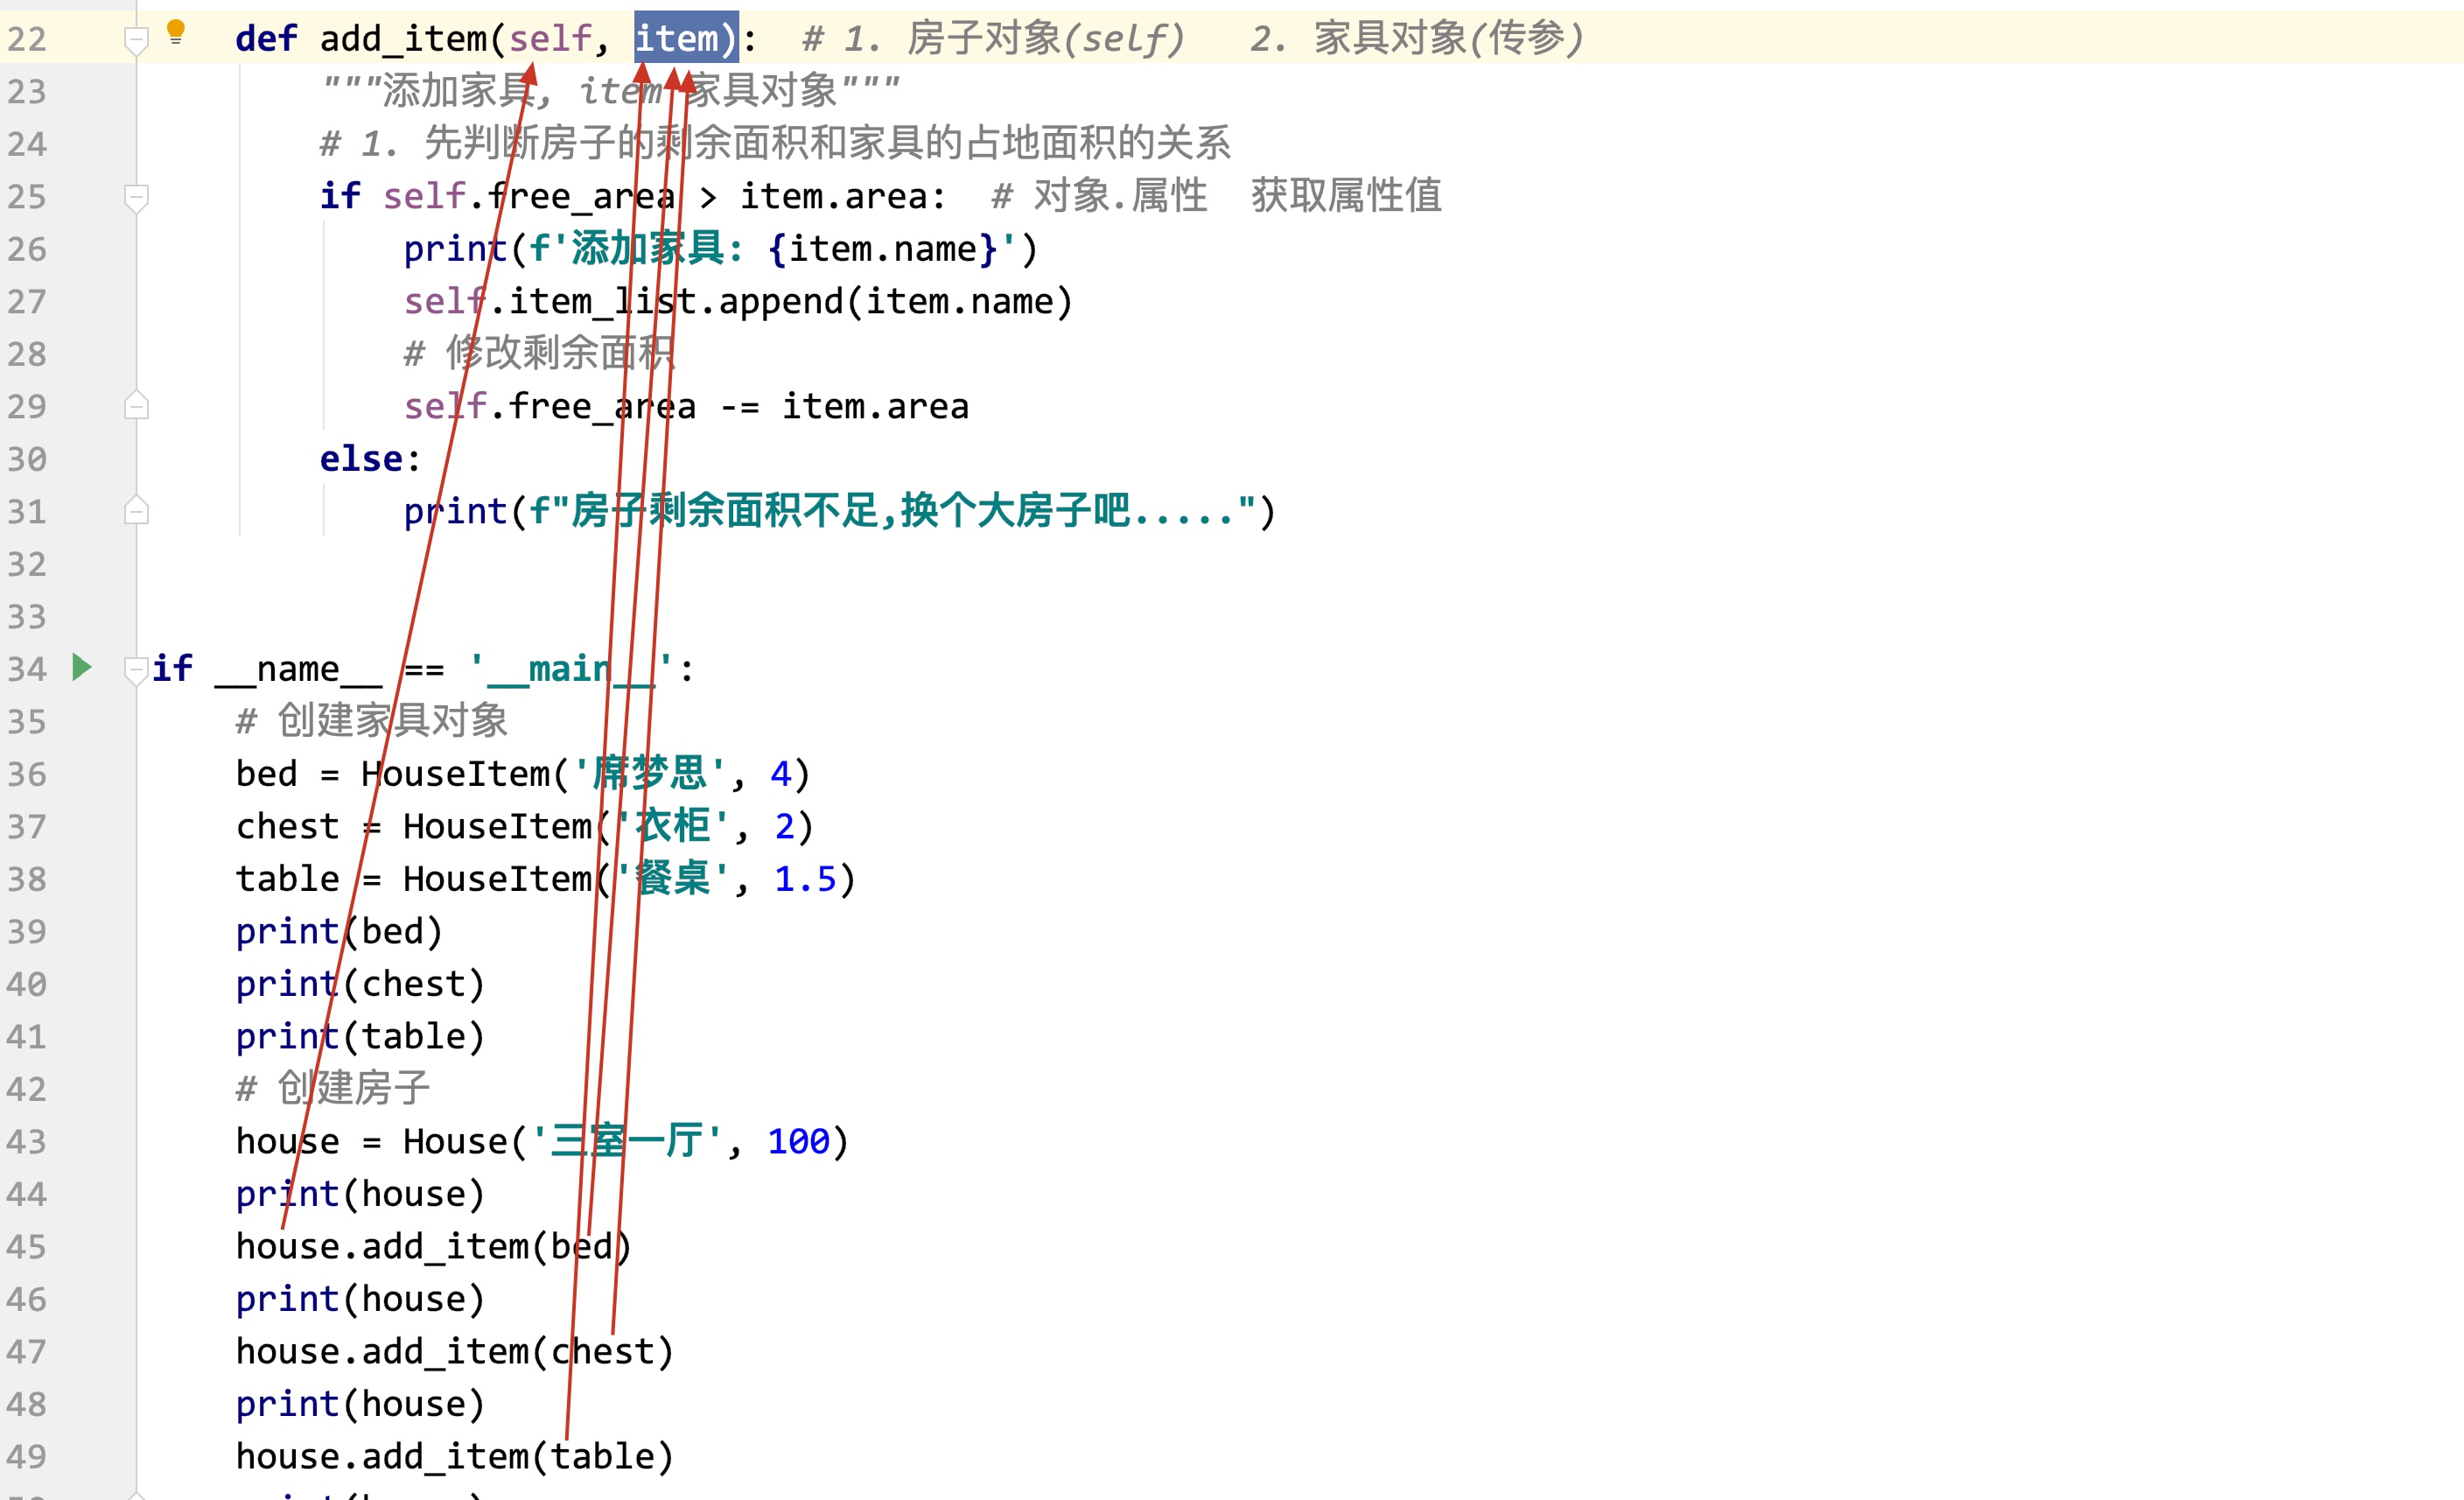 22 def add_item(self, item): # 1. 房子对象(self) 2. 家具对象(传参)
23 """添加家具, item 家具对象"""
24 # 1. 先判断房子的剩余面积和家具的占地面积的关系
25 if self.free_area > item.area: # 对象.属性 获取属性值
26 print(f'添加家具: {item.name}')
27 self.item_list.append(item.name)
28 # 修改剩余面积
29 self.free_area -= item.area
30 else:
31 print(f"房子剩余面积不足,换个大房子吧.....")
32
33
34 if __name__ == '__main__':
35 # 创建家具对象
36 bed = HouseItem('席梦思', 4)
37 chest = HouseItem('衣柜', 2)
38 table = HouseItem('餐桌', 1.5)
39 print(bed)
40 print(chest)
41 print(table)
42 # 创建房子
43 house = House('三室一厅', 100)
44 print(house)
45 house.add_item(bed)
46 print(house)
47 house.add_item(chest)
48 print(house)
49 house.add_item(table)